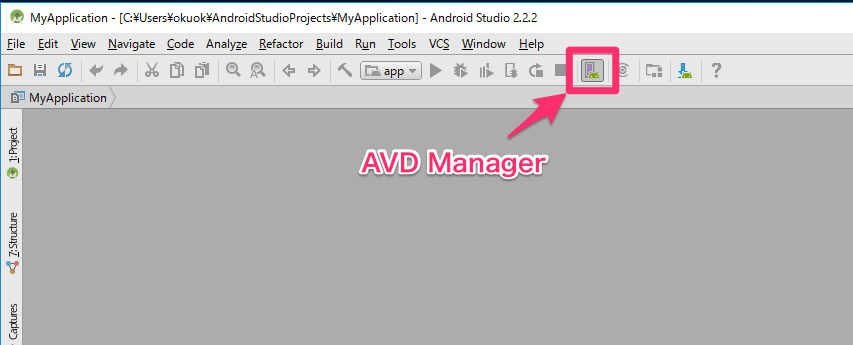 MyApplication - [C:¥Users¥okuok¥AndroidStudioProjects¥MyApplication] - Android Studio 2.2.2
File Edit View Navigate Code Analyze Refactor Build Run Tools VCS Window Help
app
MyApplication
1: Project
AVD Manager
7: Structure
Captures